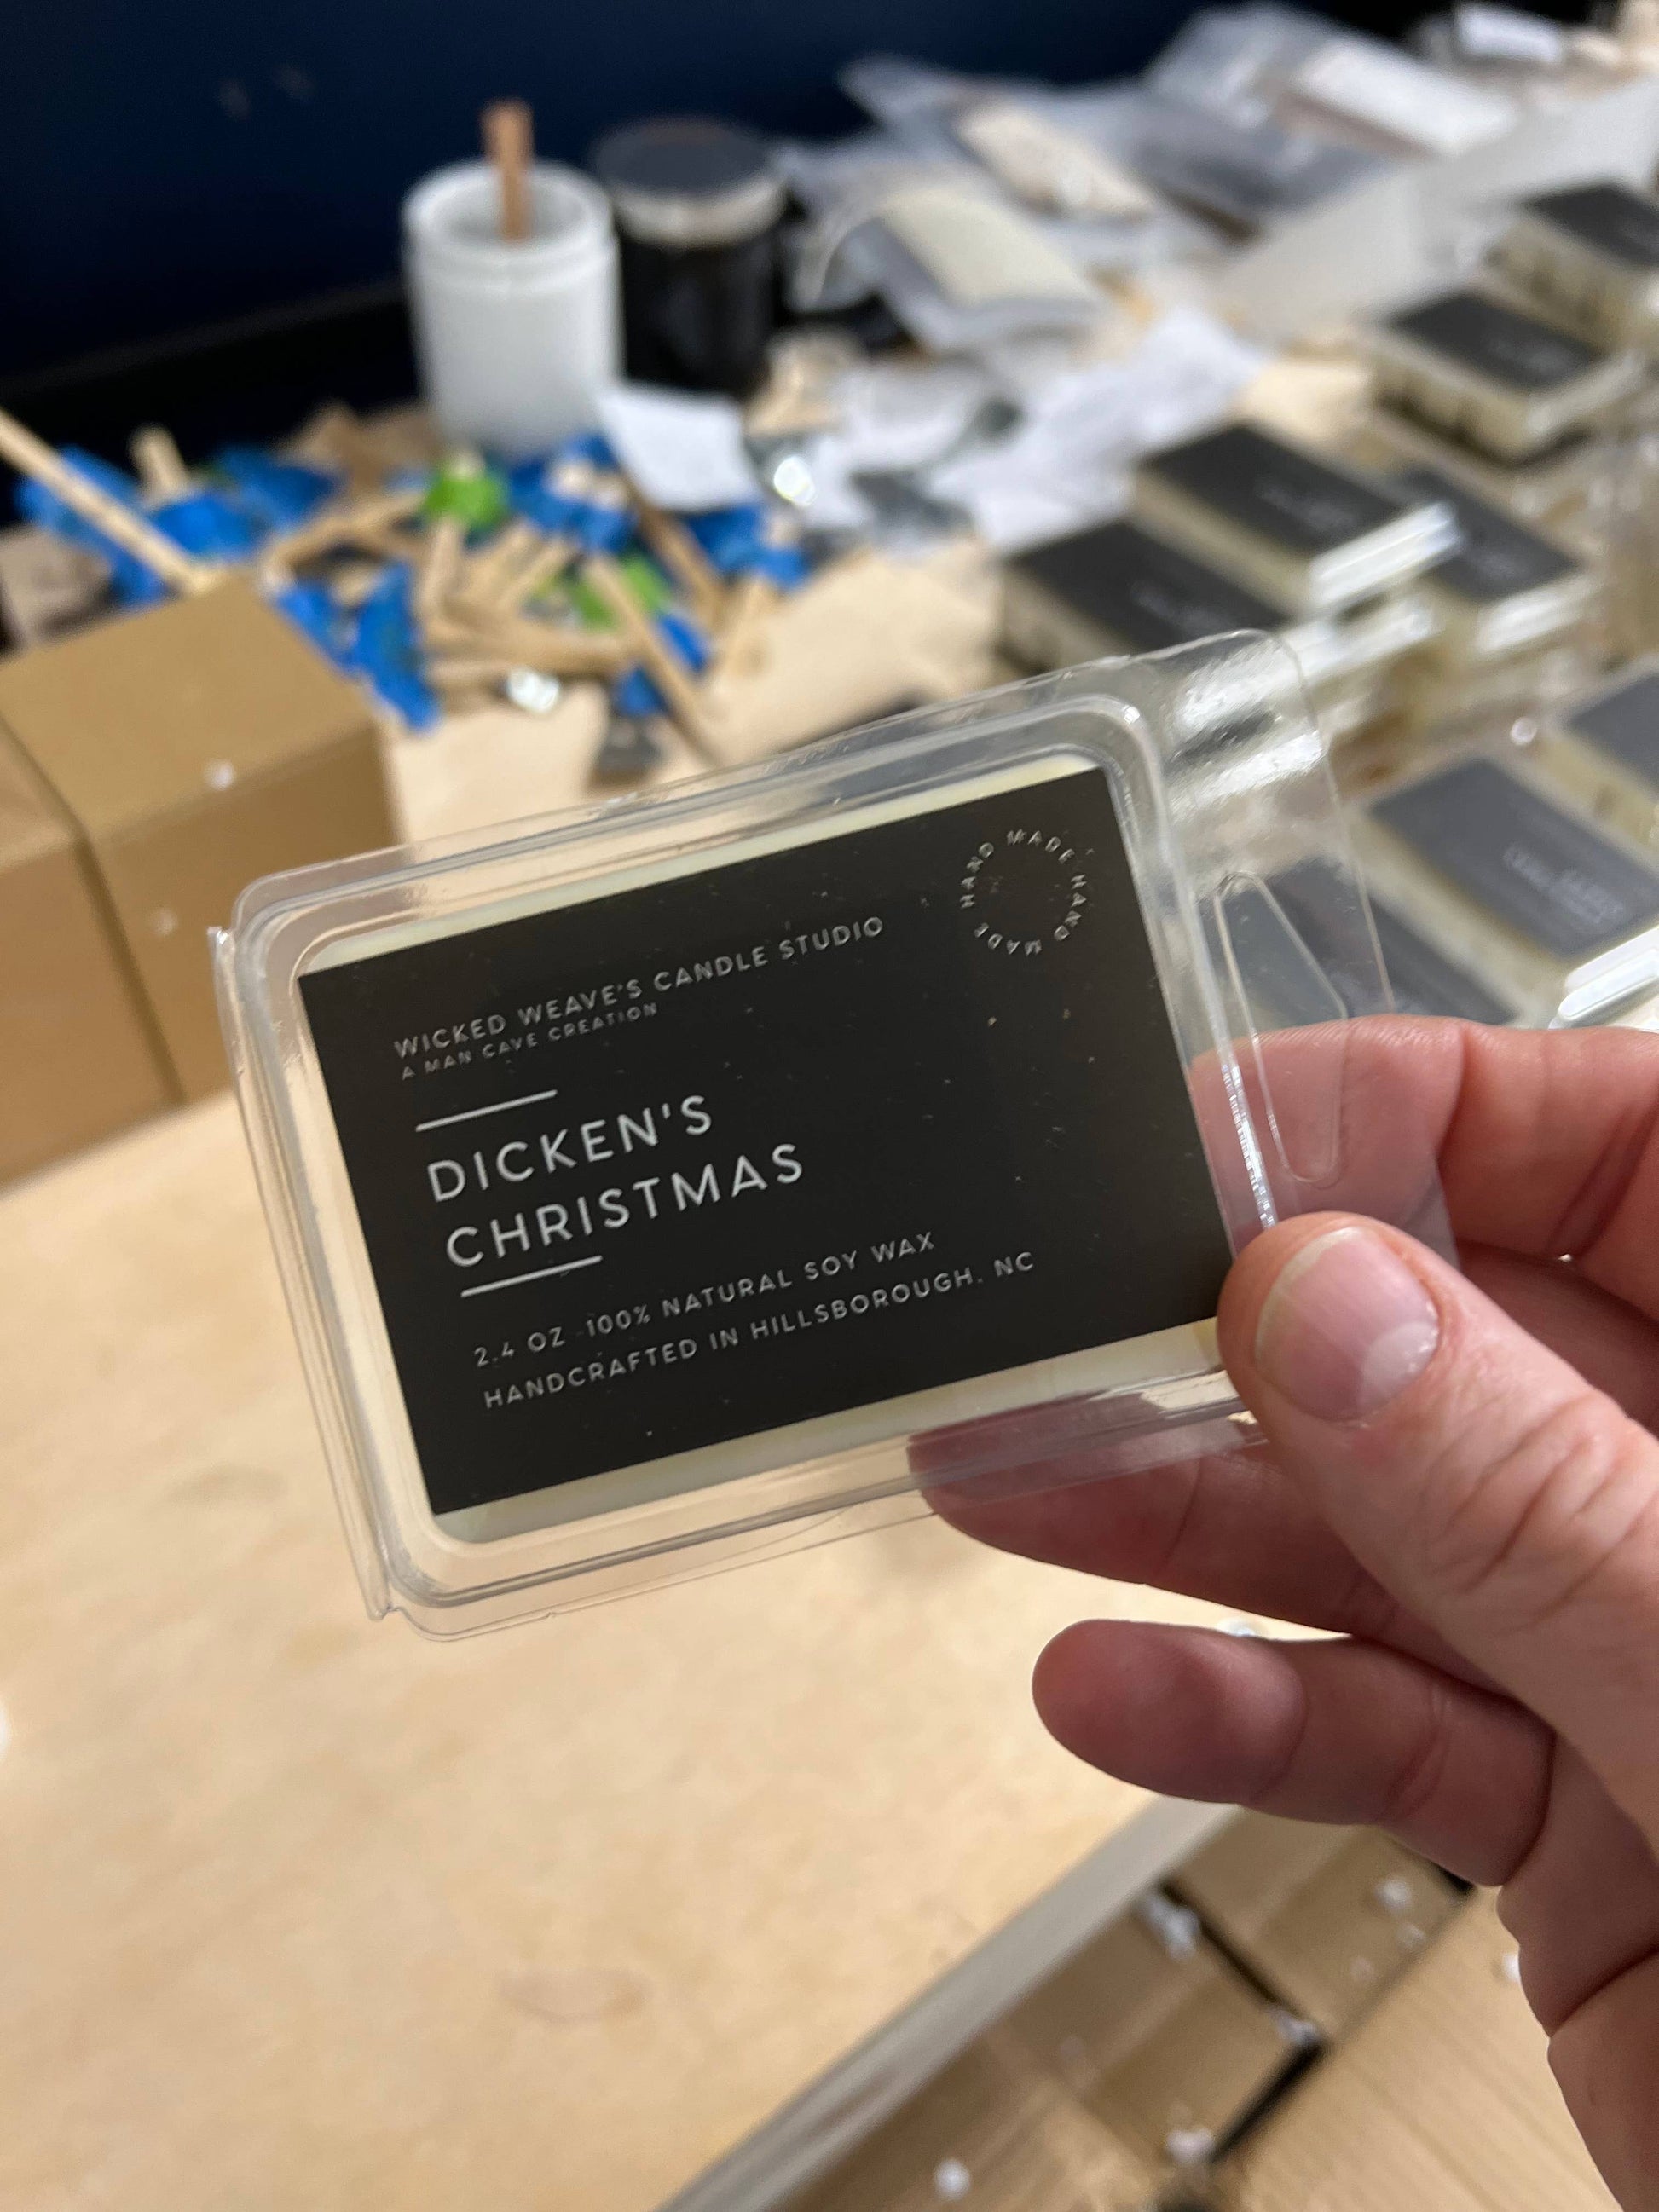 HAND MADE HAND MADE
WICKED WEAVE'S CANDLE STUDIO
A MAN CAVE CREATION
DICKEN'S
CHRISTMAS
2.4 OZ 100% NATURAL SOY WAX
HANDCRAFTED IN HILLSBOROUGH, NC